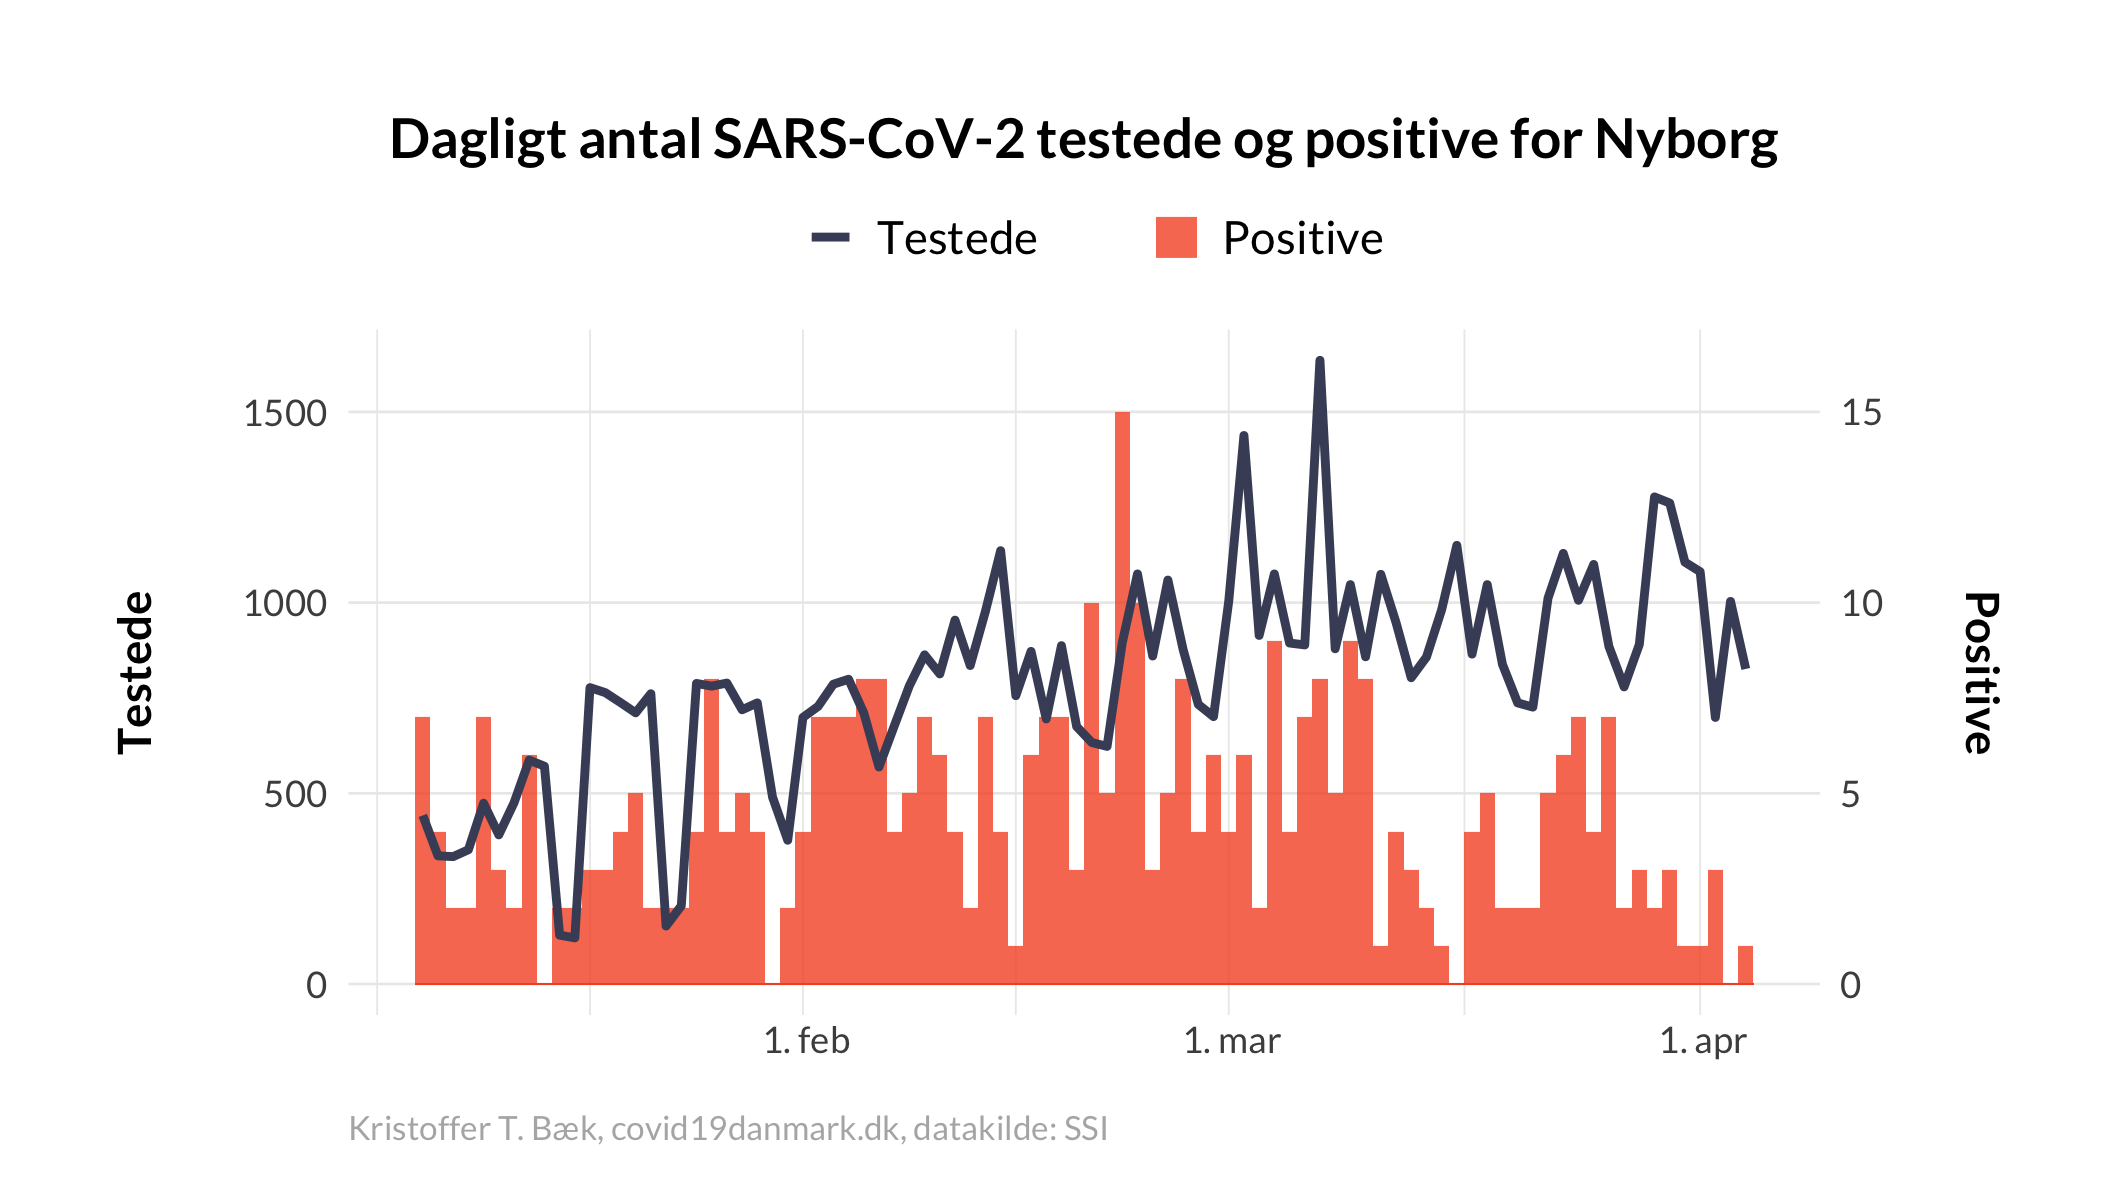 Dagligt antal SARS-CoV-2 testede og positive for Nyborg
Testede Positive
1500 15
1000 10
500 5
0 0
Testede
Positive
1. feb 1. mar 1. apr
Kristoffer T. Bæk, covid19danmark.dk, datakilde: SSI